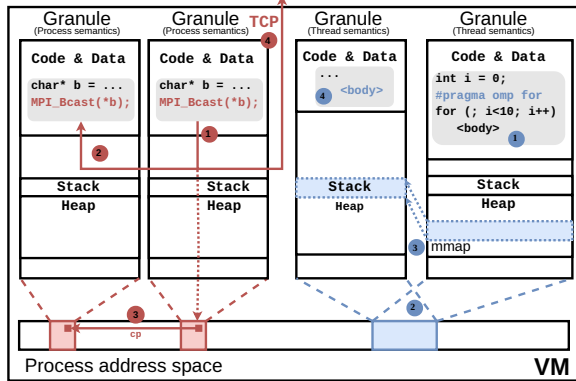 Granule
(Process semantics)
Code & Data
char* b = ...
MPI_Bcast(*b);
2
Stack
Heap
Granule
(Process semantics)
TCP
4
Code & Data
char* b = ...
MPI_Bcast(*b);
1
Stack
Heap
Granule
(Thread semantics)
Code & Data
...
4 <body>
Stack
Heap
Granule
(Thread semantics)
Code & Data
int i = 0;
#pragma omp for
for (; i<10; i++)
<body>
1
Stack
Heap
3
mmap
2
3
cp
Process address space
VM